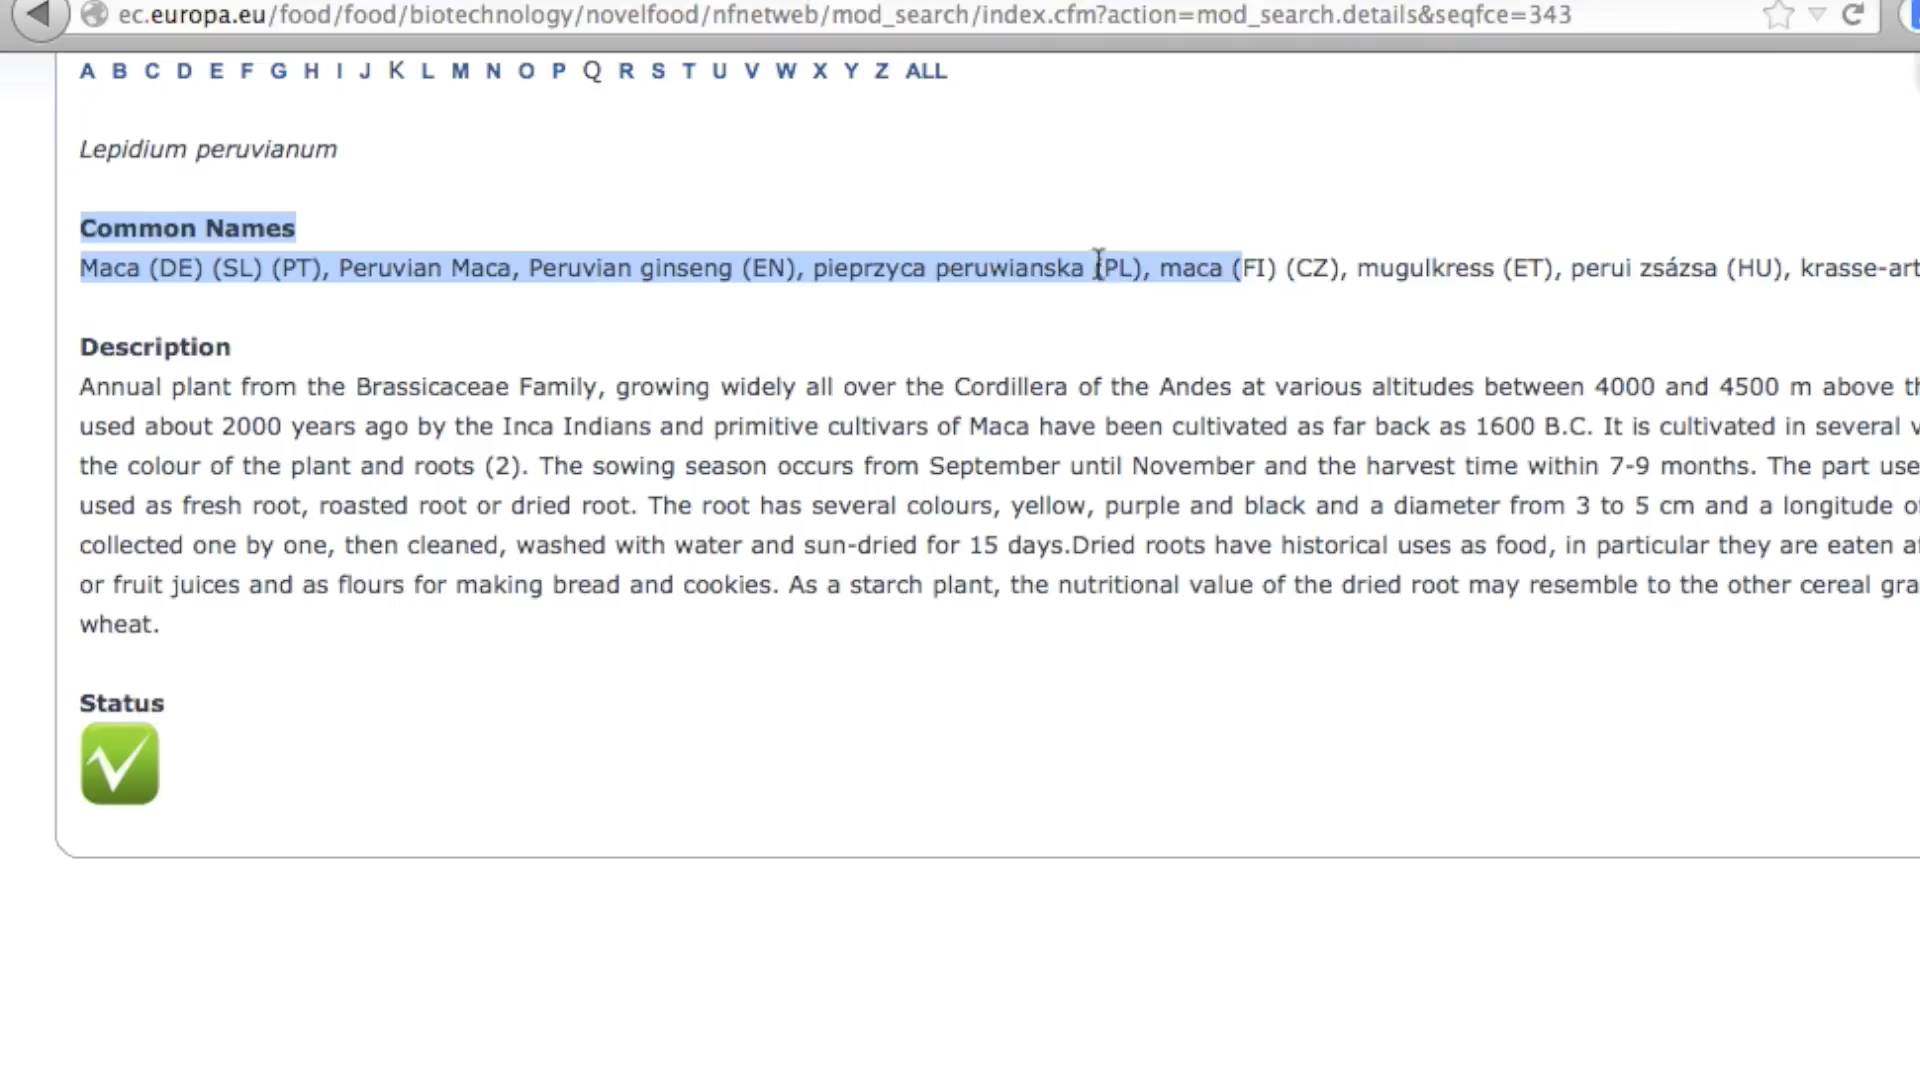 ec.europa.eu/food/food/biotechnology/novelfood/nfnetweb/mod_search/index.cfm?action=mod_search.details&seqfce=343
A B C D E F G H I J K L M N O P Q R S T U V W X Y Z ALL
Lepidium peruvianum
Common Names
Maca (DE) (SL) (PT), Peruvian Maca, Peruvian ginseng (EN), pieprzyca peruwianska (PL), maca (FI) (CZ), mugulkress (ET), perui zsázsa (HU), krasse-art
Description
Annual plant from the Brassicaceae Family, growing widely all over the Cordillera of the Andes at various altitudes between 4000 and 4500 m above
used about 2000 years ago by the Inca Indians and primitive cultivars of Maca have been cultivated as far back as 1600 B.C. It is cultivated in several
the colour of the plant and roots (2). The sowing season occurs from September until November and the harvest time within 7-9 months. The part
used as fresh root, roasted root or dried root. The root has several colours, yellow, purple and black and a diameter from 3 to 5 cm and a longitude
collected one by one, then cleaned, washed with water and sun-dried for 15 days.Dried roots have historical uses as food, in particular they are eaten
or fruit juices and as flours for making bread and cookies. As a starch plant, the nutritional value of the dried root may resemble to the other cereal
wheat.
Status